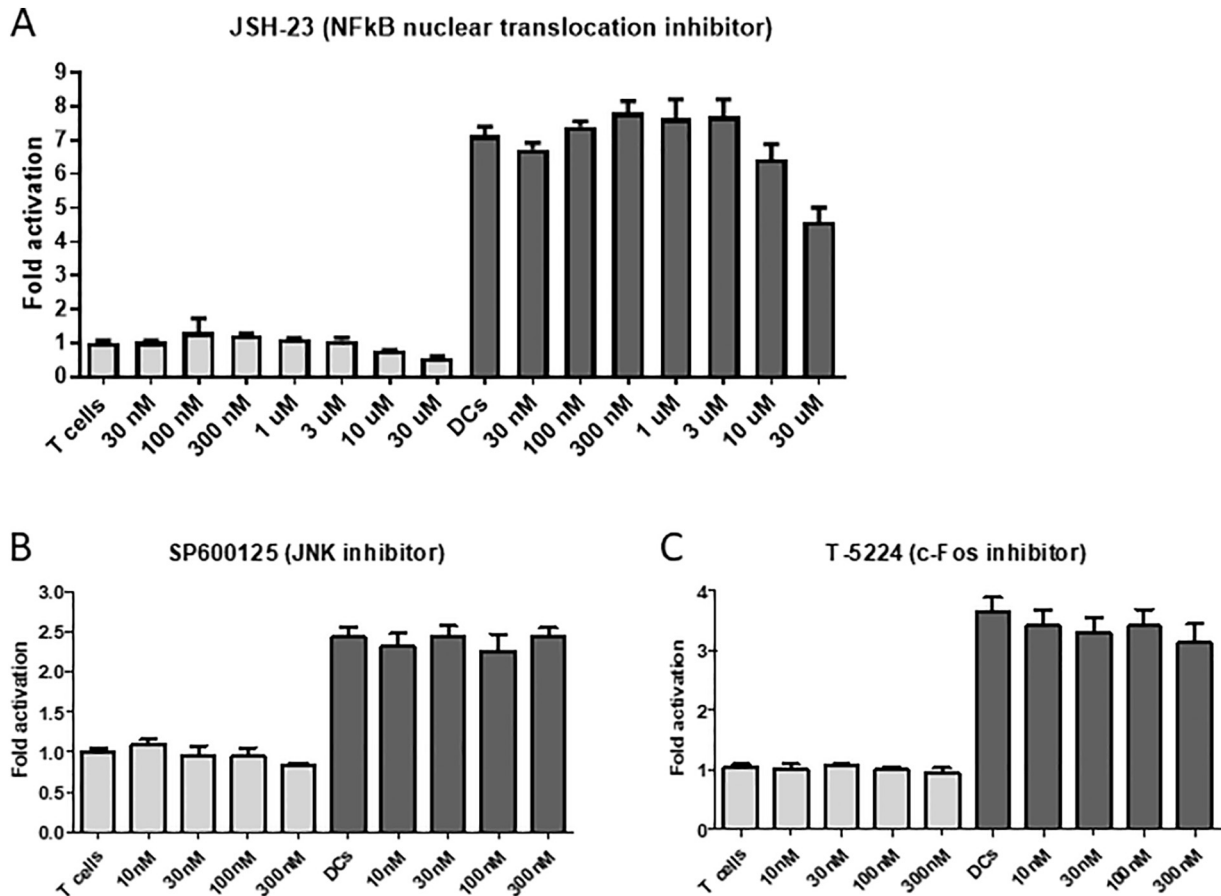 A
JSH-23 (NFkB nuclear translocation inhibitor)
Fold activation
9
8
7
6
5
4
3
2
1
0
T cells 30 nM 100 nM 300 nM 1 uM 3 uM 10 uM 30 uM DCs 30 nM 100 nM 300 nM 1 uM 3 uM 10 uM 30 uM
B
SP600125 (JNK inhibitor)
Fold activation
3.0
2.5
2.0
1.0
0.5
0.0
T cells 10nM 30nM 100nM 300nM DCs 10nM 30nM 100nM 300nM
C
T-5224 (c-Fos inhibitor)
Fold activation
4
3
2
1
0
T cells 10nM 30nM 100nM 300nM DCs 10nM 30nM 100nM 300nM